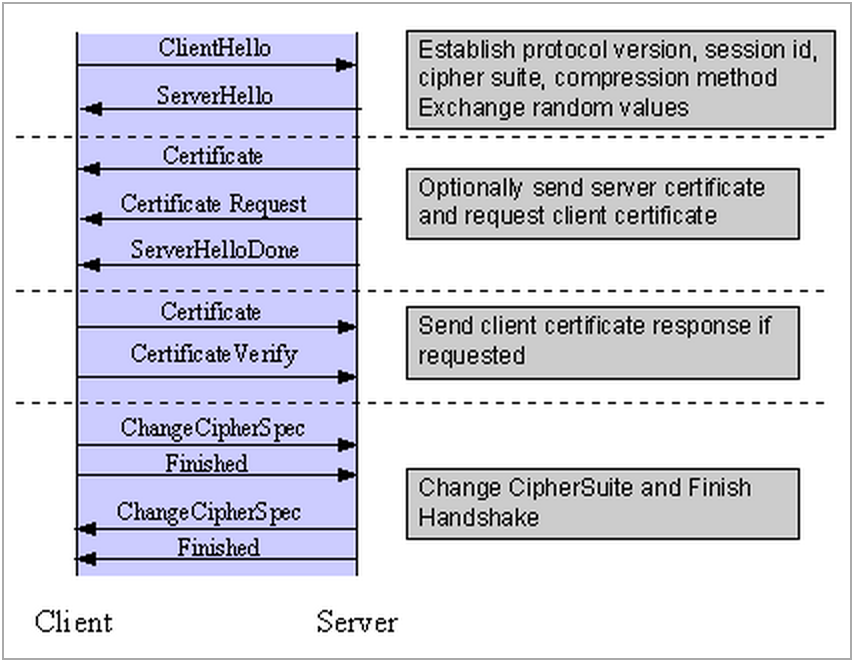 ClientHello
Establish protocol version, session id,
cipher suite, compression method
Exchange random values
ServerHello
Certificate
Certificate Request
ServerHelloDone
Optionally send server certificate
and request client certificate
Certificate
CertificateVerify
Send client certificate response if
requested
ChangeCipherSpec
Finished
ChangeCipherSpec
Finished
Change CipherSuite and Finish
Handshake
Client
Server